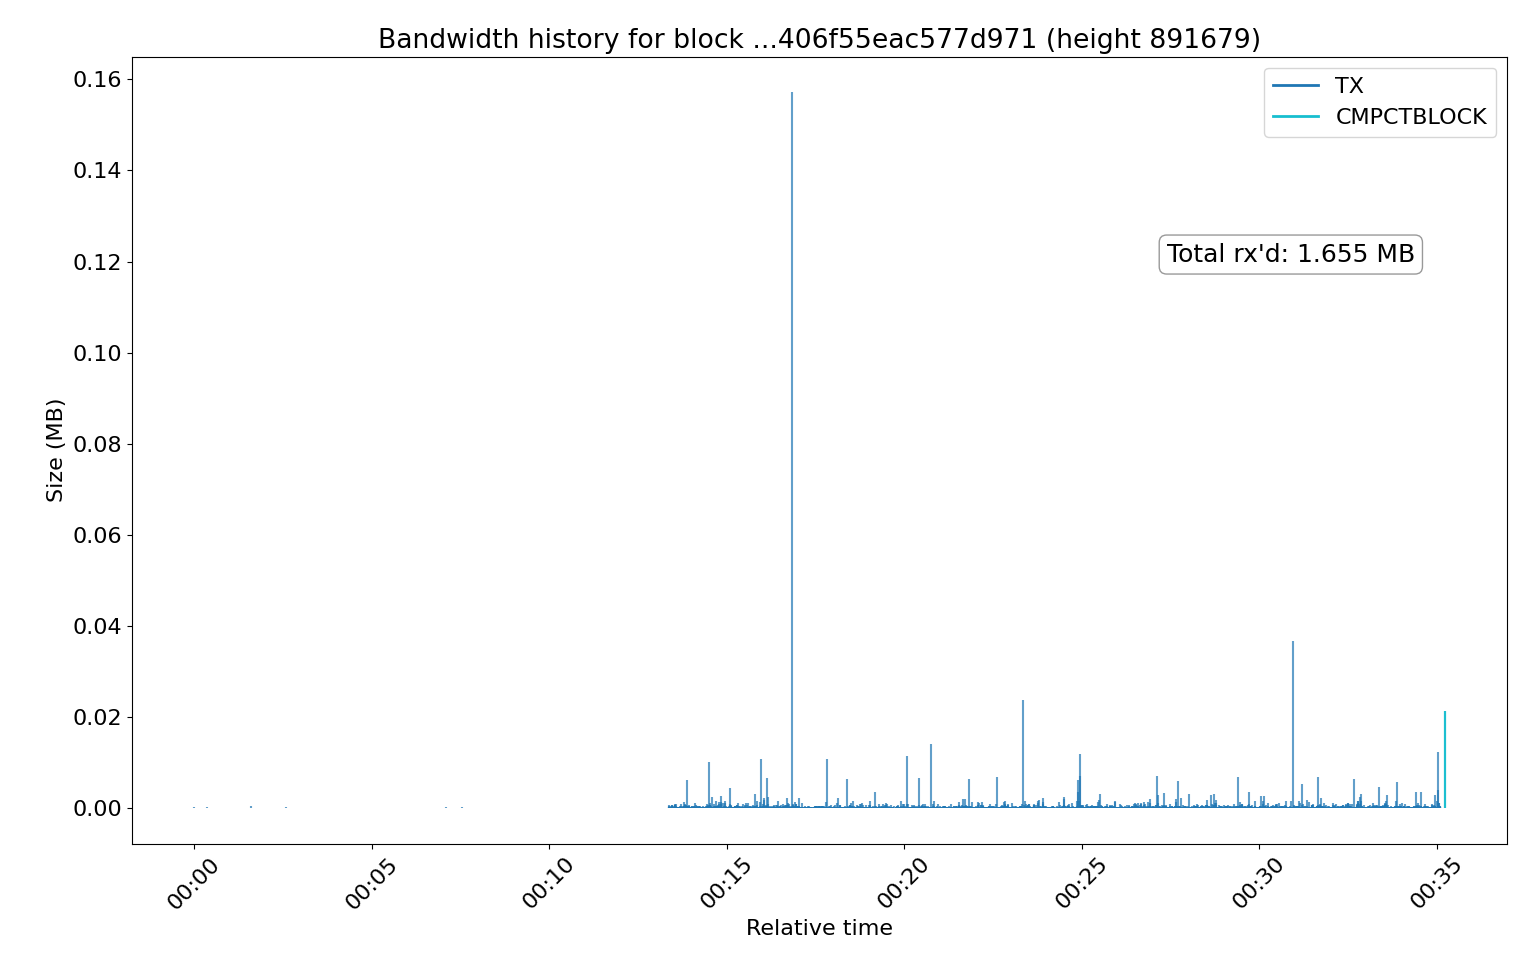 Bandwidth history for block ...406f55eac577d971 (height 891679)
TX
CMPCTBLOCK
Total rx'd: 1.655 MB
Size (MB)
0.16
0.14
0.12
0.10
0.08
0.06
0.04
0.02
0.00
00:00
00:05
00:10
00:15
00:20
00:25
00:30
00:35
Relative time